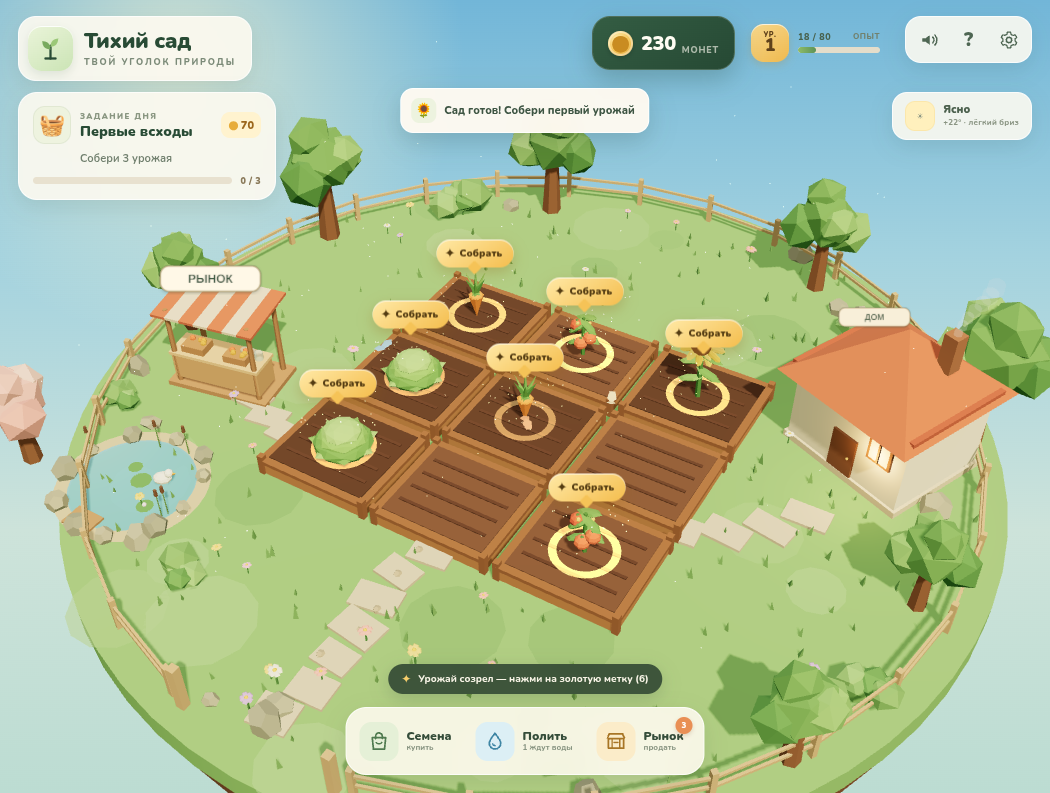 Тихий сад
ТВОЙ УГОЛОК ПРИРОДЫ
230 МОНЕТ
УР.
1
18 / 80 ОПЫТ
?
ЗАДАНИЕ ДНЯ
Первые всходы
70
Собери 3 урожая
0 / 3
Сад готов! Собери первый урожай
Ясно
+22° · лёгкий бриз
✦ Собрать
РЫНОК
✦ Собрать
✦ Собрать
ДОМ
✦ Собрать
✦ Собрать
✦ Собрать
✦ Собрать
✦ Урожай созрел — нажми на золотую метку (6)
Семена
купить
Полить
1 ждут воды
Рынок
продать
3